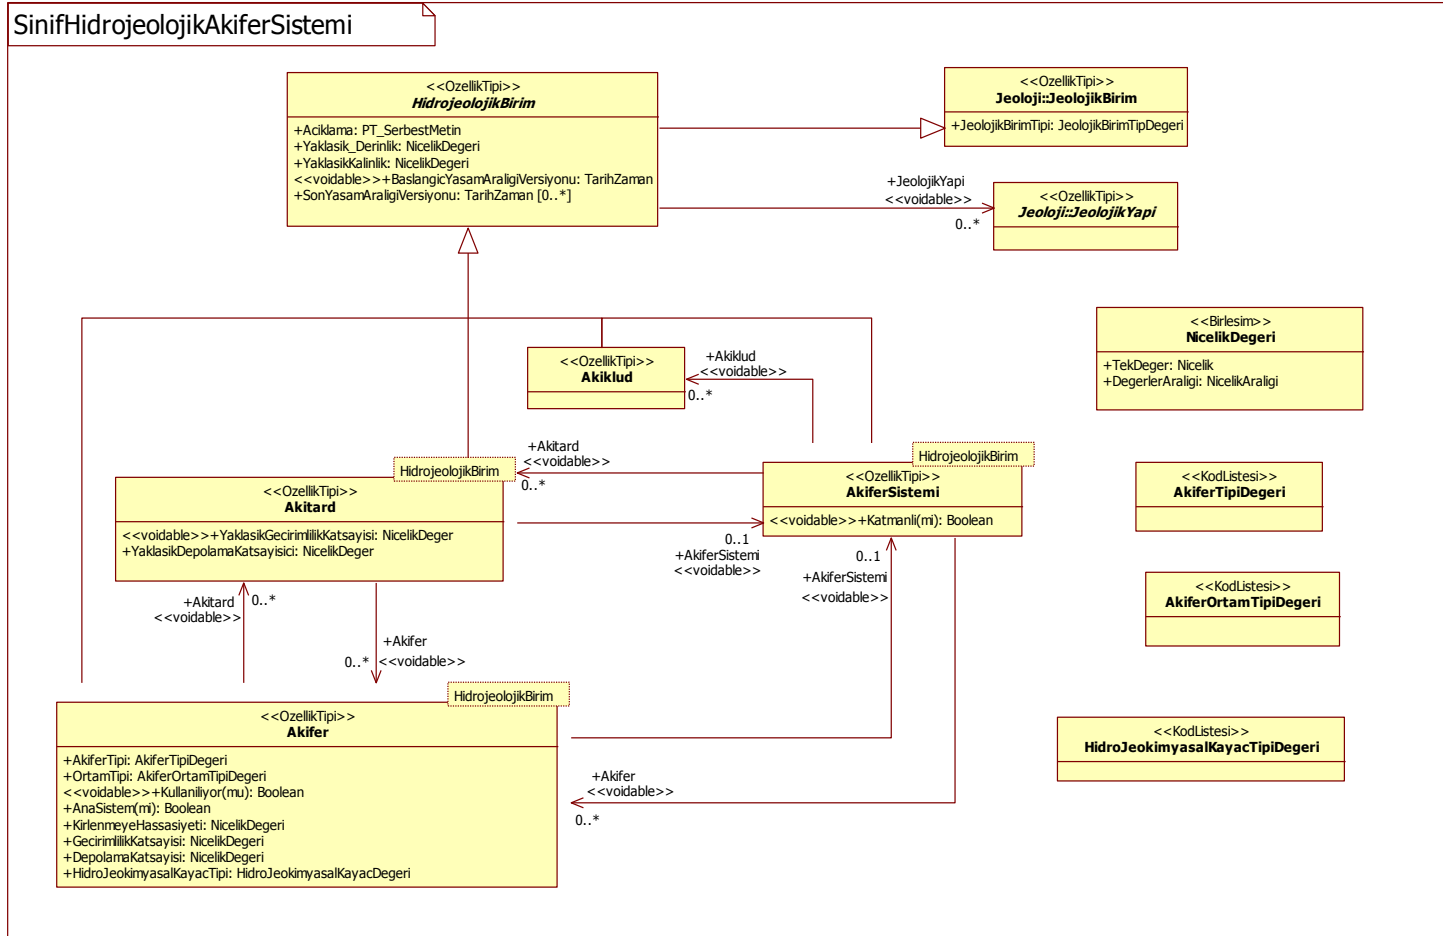 SinifHidrojeolojikAkiferSistemi
<<OzellikTipi>>
HidrojeolojikBirim
+Aciklama: PT_SerbestMetin
+Yaklasik_Derinlik: NicelikDegeri
+YaklasikKalinlik: NicelikDegeri
<<voidable>>+BaslangicYasamAraligiVersiyonu: TarihZaman
+SonYasamAraligiVersiyonu: TarihZaman [0..*]
<<OzellikTipi>>
Jeoloji::JeolojikBirim
+JeolojikBirimTipi: JeolojikBirimTipDegeri
+JeolojikYapi
<<voidable>>
0..*
<<OzellikTipi>>
Jeoloji::JeolojikYapi
<<Birlesim>>
NicelikDegeri
+TekDeger: Nicelik
+DegerlerAraligi: NicelikAraligi
<<OzellikTipi>>
Akiklud
+Akiklud
<<voidable>>
0..*
+Akitard
<<voidable>>
0..*
HidrojeolojikBirim
<<OzellikTipi>>
AkiferSistemi
<<voidable>>+Katmanli(mi): Boolean
HidrojeolojikBirim
<<OzellikTipi>>
Akitard
<<voidable>>+YaklasikGecirimlilikKatsayisi: NicelikDeger
+YaklasikDepolamaKatsayisici: NicelikDeger
0..1
+AkiferSistemi
<<voidable>>
0..1
+AkiferSistemi
<<voidable>>
<<KodListesi>>
AkiferTipiDegeri
<<KodListesi>>
AkiferOrtamTipiDegeri
<<KodListesi>>
HidroJeokimyasalKayacTipiDegeri
+Akitard
<<voidable>>
0..*
+Akifer
<<voidable>>
0..*
HidrojeolojikBirim
<<OzellikTipi>>
Akifer
+AkiferTipi: AkiferTipiDegeri
+OrtamTipi: AkiferOrtamTipiDegeri
<<voidable>>+Kullaniliyor(mu): Boolean
+AnaSistem(mi): Boolean
+KirlenmeyeHassasiyeti: NicelikDegeri
+GecirimlilikKatsayisi: NicelikDegeri
+DepolamaKatsayisi: NicelikDegeri
+HidroJeokimyasalKayacTipi: HidroJeokimyasalKayacDegeri
+Akifer
<<voidable>>
0..*